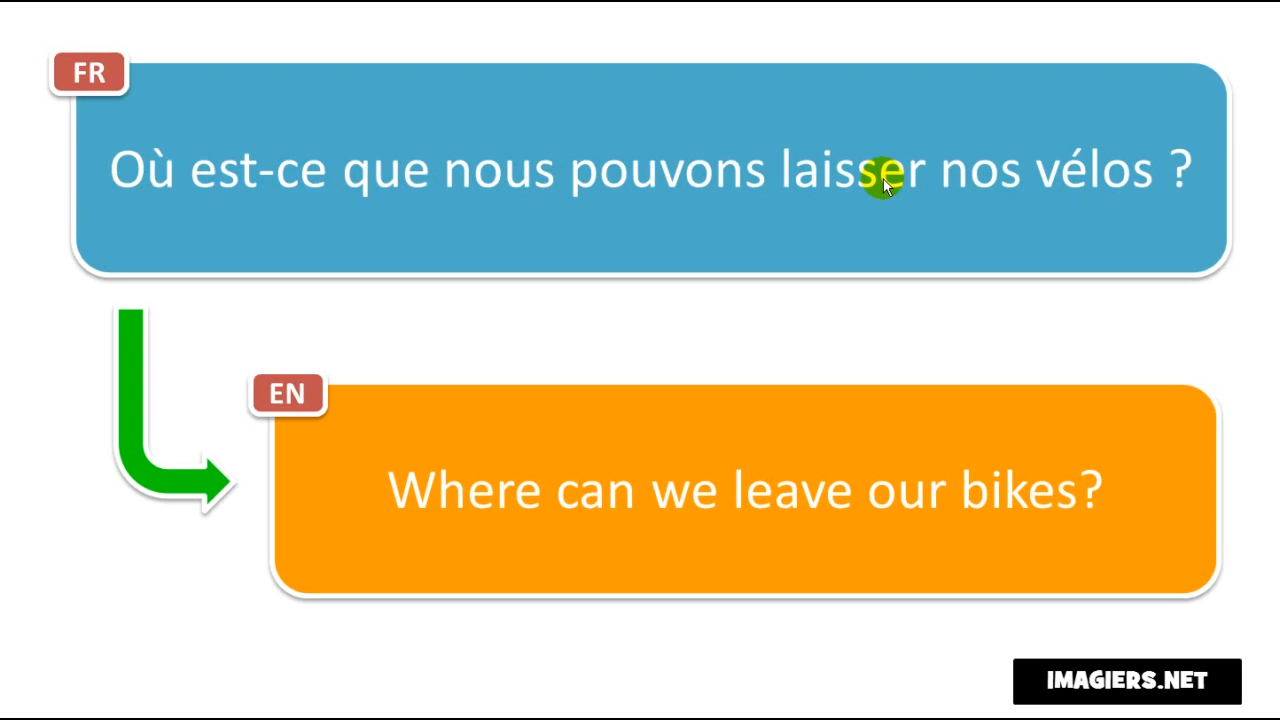 FR
Où est-ce que nous pouvons laisser nos vélos ?
EN
Where can we leave our bikes?
IMAGIERS.NET